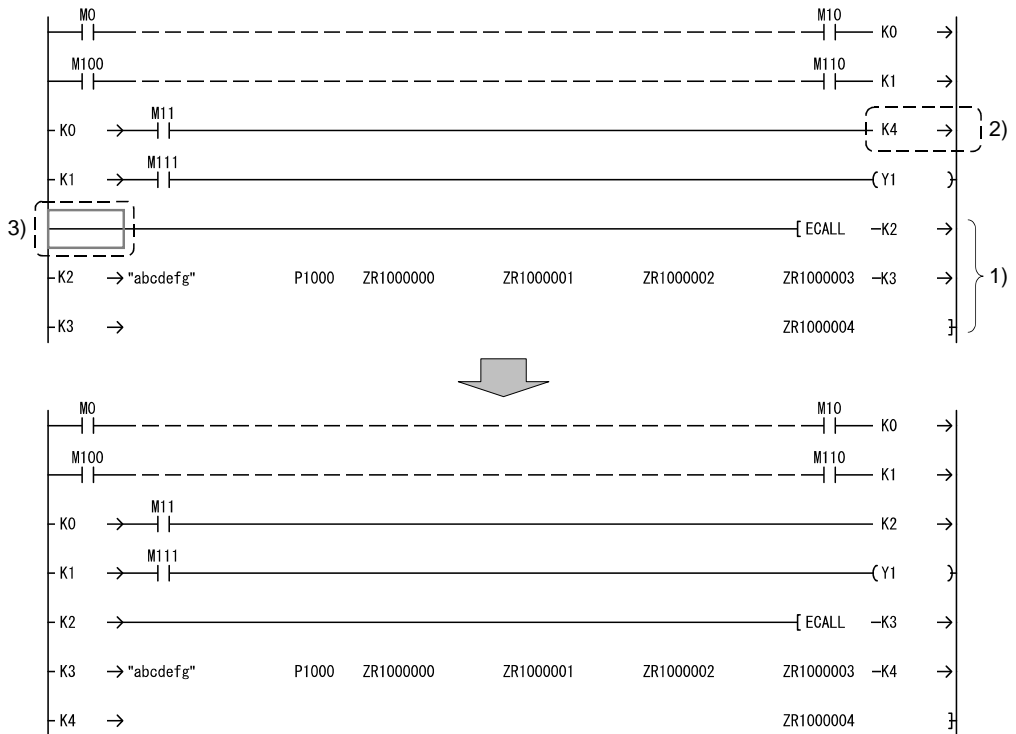 M0 M10
K0
M100 M110
K1
M11
K0 K4 2)
M111
K1 Y1
3) ECALL K2
K2 "abcdefg" P1000 ZR1000000 ZR1000001 ZR1000002 ZR1000003 K3 1)
K3 ZR1000004
M0 M10
K0
M100 M110
K1
M11
K0 K2
M111
K1 Y1
K2 ECALL K3
K3 "abcdefg" P1000 ZR1000000 ZR1000001 ZR1000002 ZR1000003 K4
K4 ZR1000004